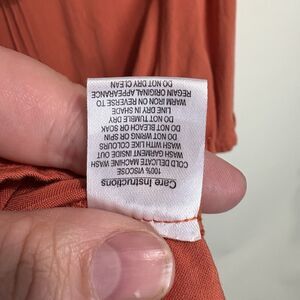 Care Instructions
100% VISCOSE
COLD DELICATE MACHINE WASH
WASH GARMENT INSIDE OUT
WASH WITH LIKE COLOURS
DO NOT WRING OR SPIN
DO NOT BLEACH OR SOAK
DO NOT TUMBLE DRY
LINE DRY IN SHADE
WARM IRON ON REVERSE TO
REGAIN ORIGINAL APPEARANCE
DO NOT DRY CLEAN